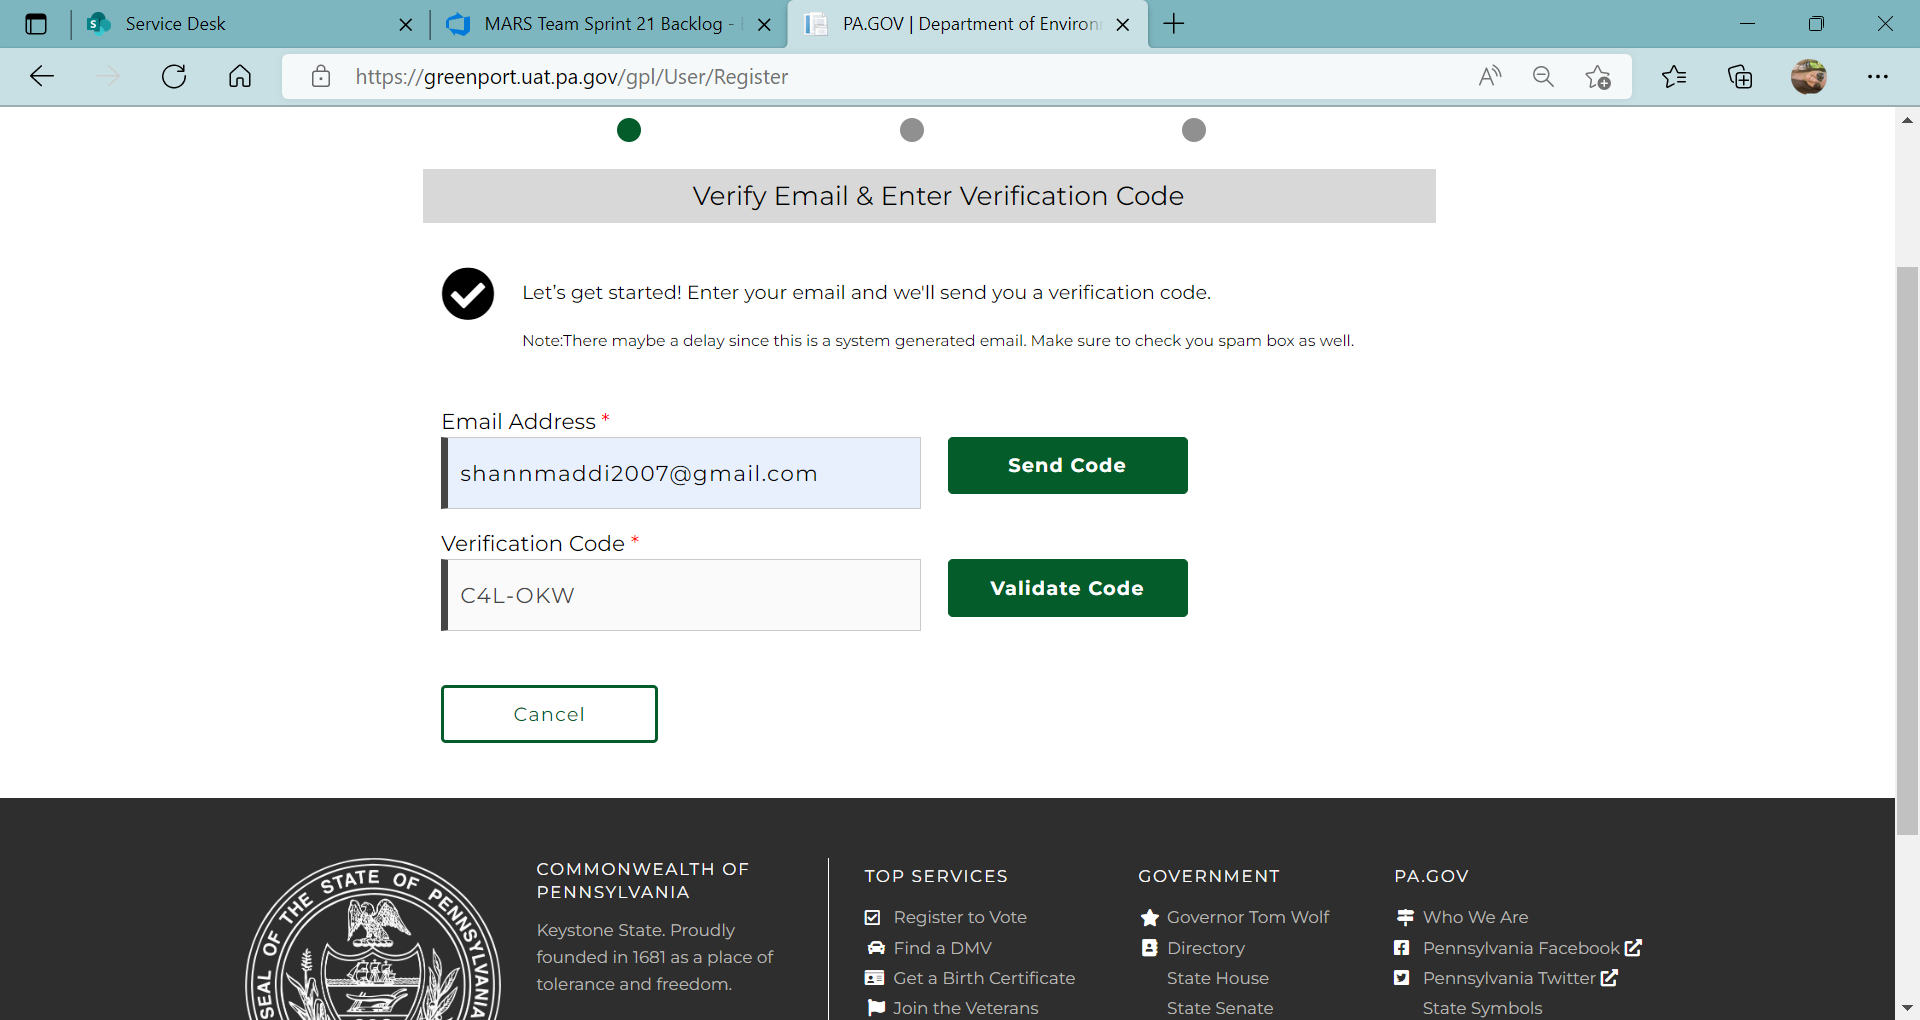 Service Desk
MARS Team Sprint 21 Backlog -
PA.GOV | Department of Environ
https://greenport.uat.pa.gov/gpl/User/Register
Verify Email & Enter Verification Code
Let's get started! Enter your email and we'll send you a verification code.
Note:There maybe a delay since this is a system generated email. Make sure to check you spam box as well.
Email Address *
shannmaddi2007@gmail.com
Send Code
Verification Code *
C4L-OKW
Validate Code
Cancel
SEAL OF THE STATE OF PENNSYLVANIA
COMMONWEALTH OF
PENNSYLVANIA
Keystone State. Proudly
founded in 1681 as a place of
tolerance and freedom.
TOP SERVICES
Register to Vote
Find a DMV
Get a Birth Certificate
Join the Veterans
GOVERNMENT
Governor Tom Wolf
Directory
State House
State Senate
PA.GOV
Who We Are
Pennsylvania Facebook
Pennsylvania Twitter
State Symbols